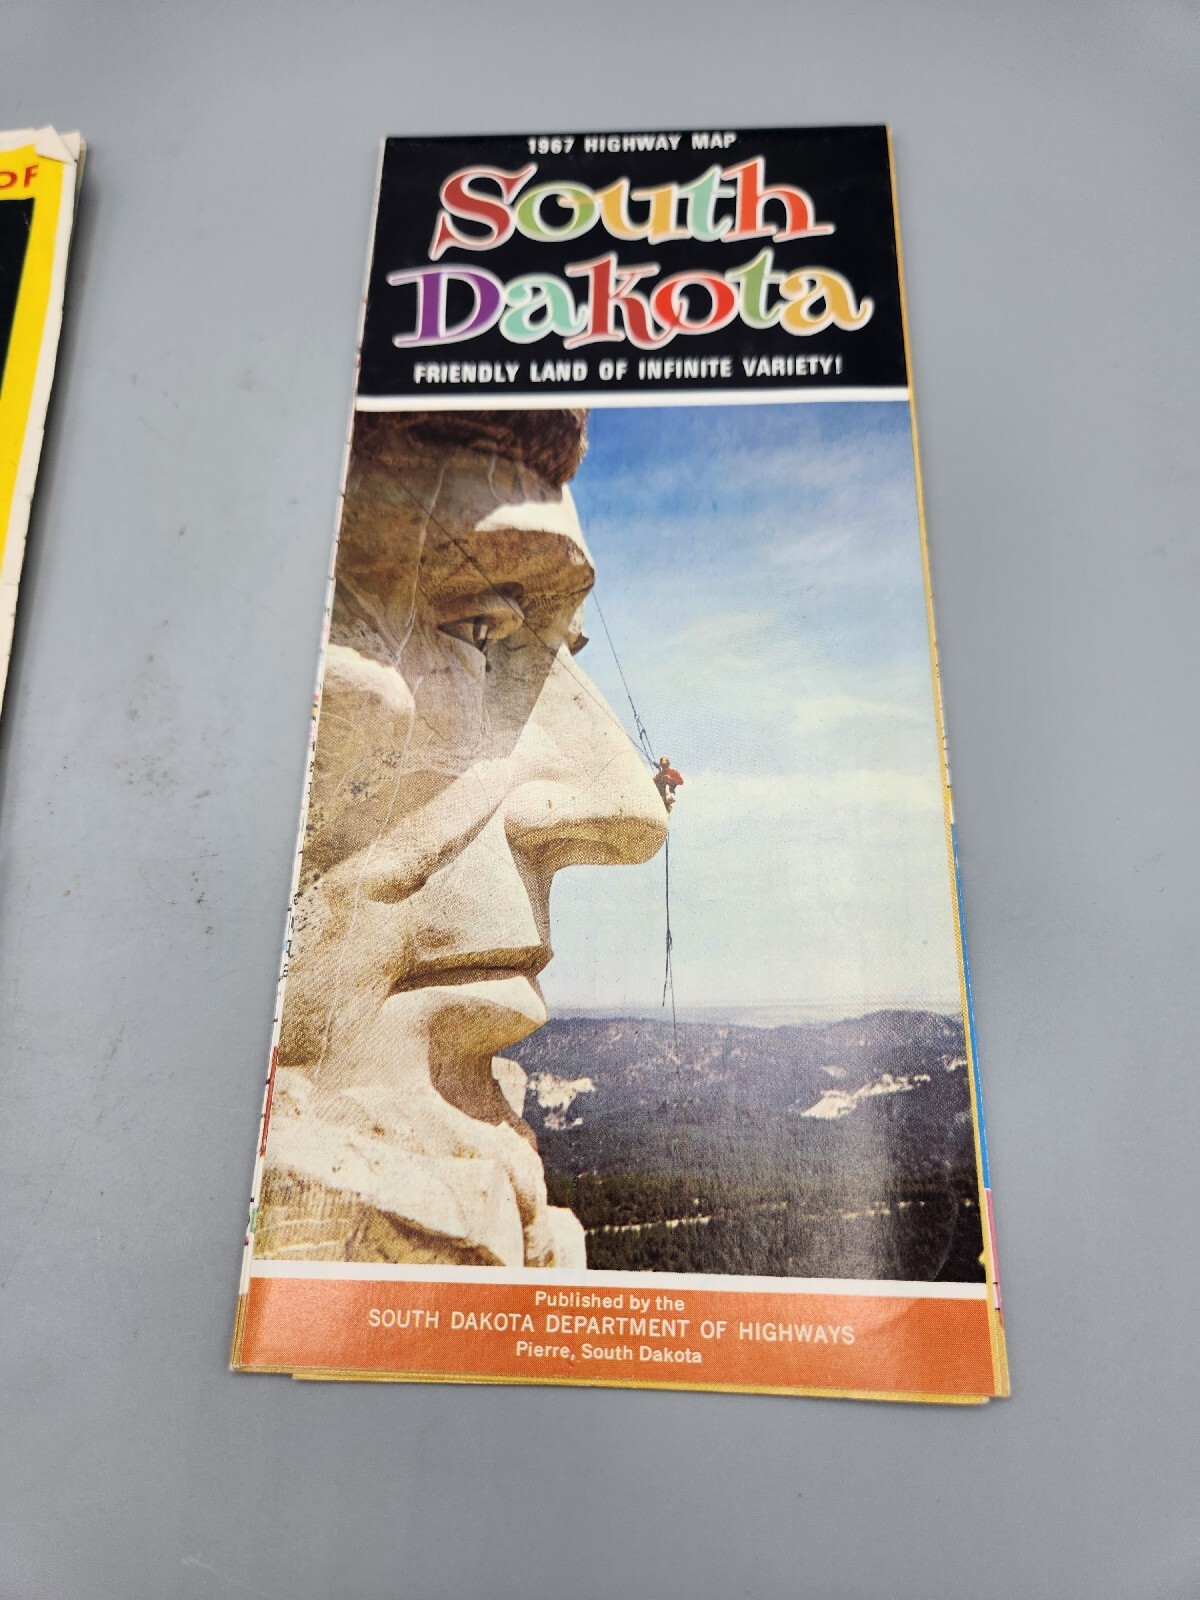 OF
1967 HIGHWAY MAP
South
Dakota
FRIENDLY LAND OF INFINITE VARIETY!
Published by the
SOUTH DAKOTA DEPARTMENT OF HIGHWAYS
Pierre, South Dakota